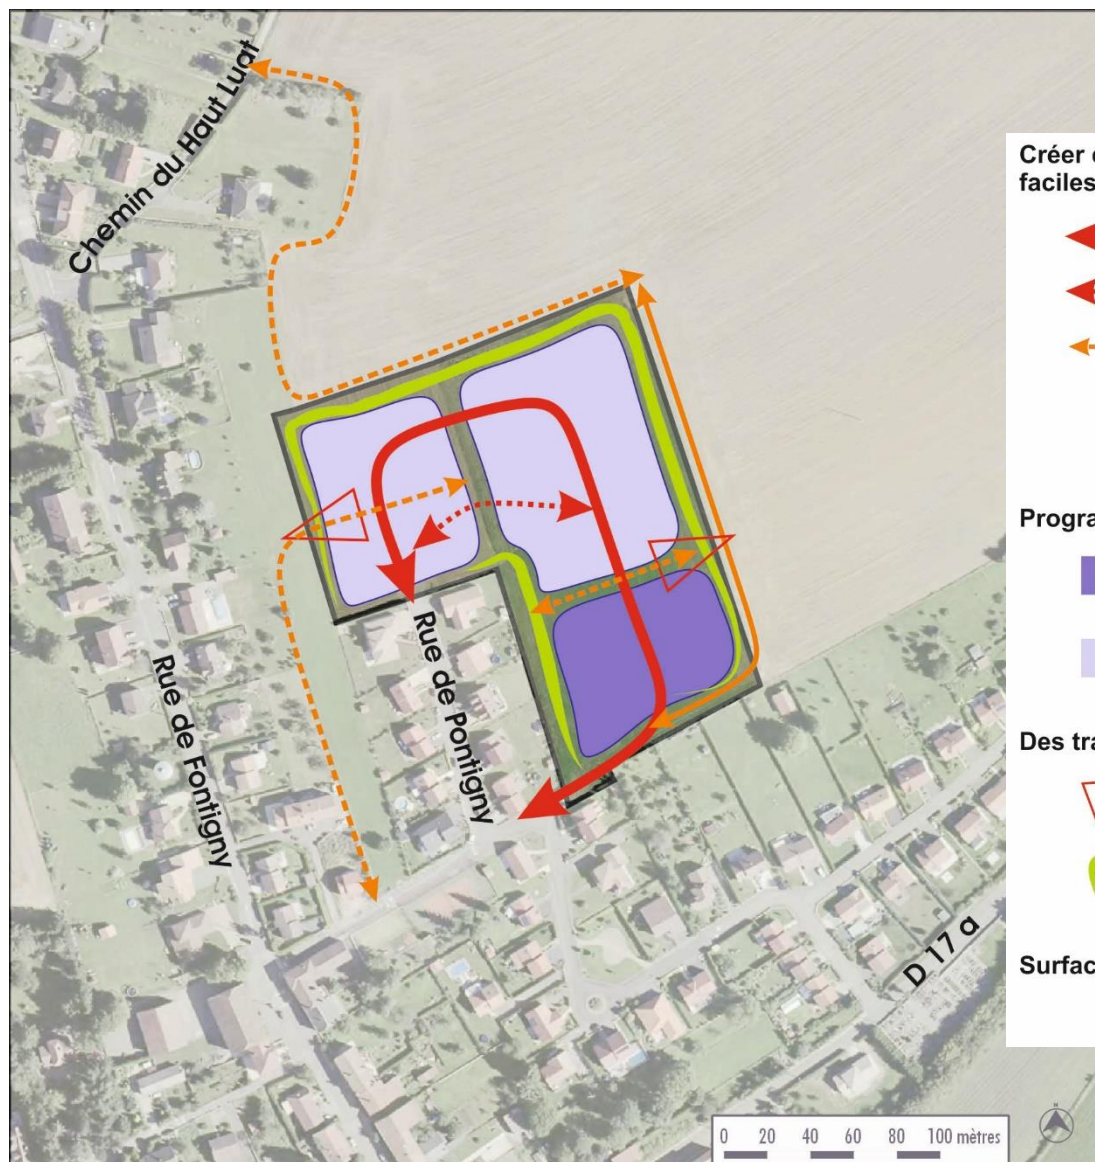 Chemin du Haut Luat
Créer
faciles
Progra
Des tra
Surfac
Rue de Fontigny
Rue de Pontigny
D 17 a
0 20 40 60 80 100 mètres